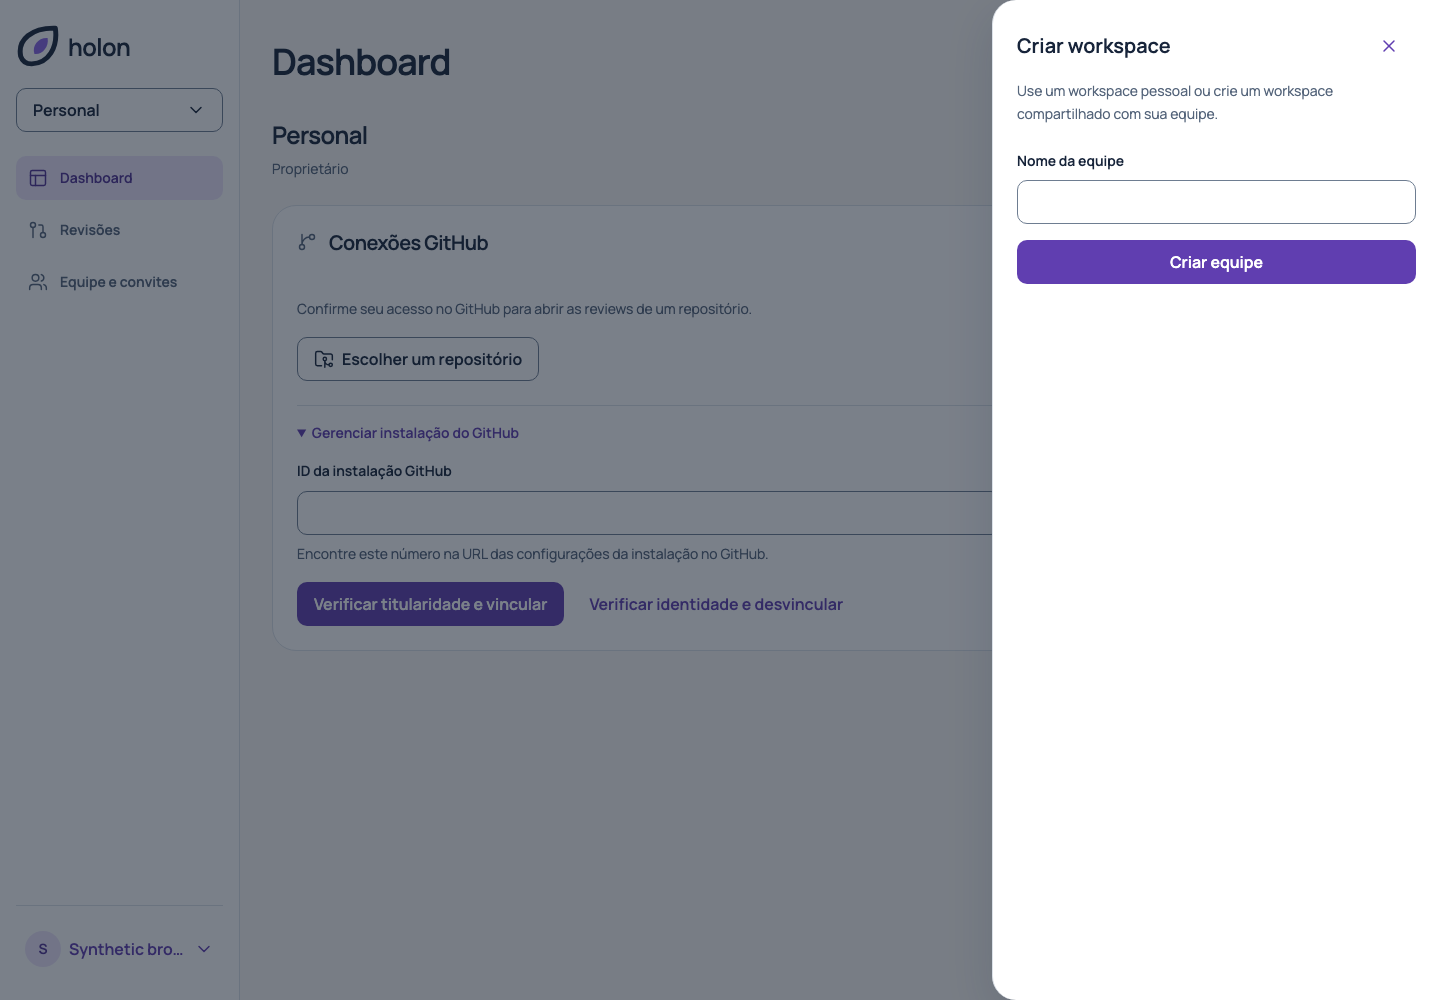 holon
Personal
Dashboard
Revisões
Equipe e convites
S
Synthetic bro...
Dashboard
Personal
Proprietário
Conexões GitHub
Confirme seu acesso no GitHub para abrir as reviews de um repositório.
Escolher um repositório
Gerenciar instalação do GitHub
ID da instalação GitHub
Encontre este número na URL das configurações da instalação no GitHub.
Verificar titularidade e vincular
Verificar identidade e desvincular
Criar workspace
Use um workspace pessoal ou crie um workspace
compartilhado com sua equipe.
Nome da equipe
Criar equipe